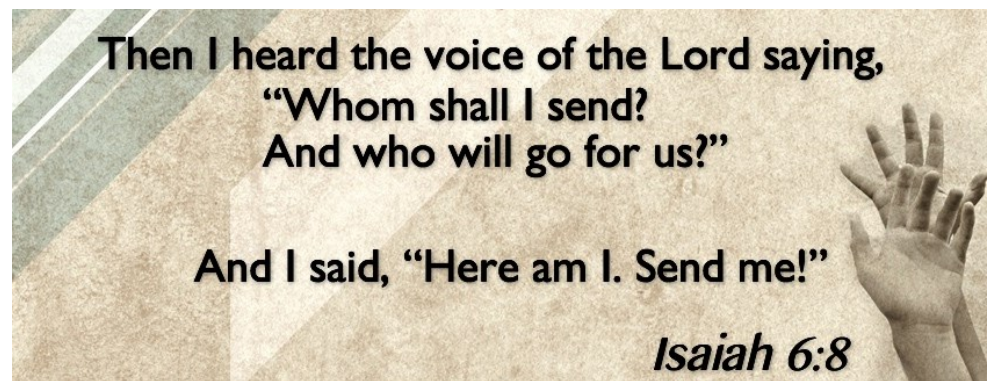 Then I heard the voice of the Lord saying,
“Whom shall I send?
And who will go for us?”
And I said, “Here am I. Send me!”
Isaiah 6:8